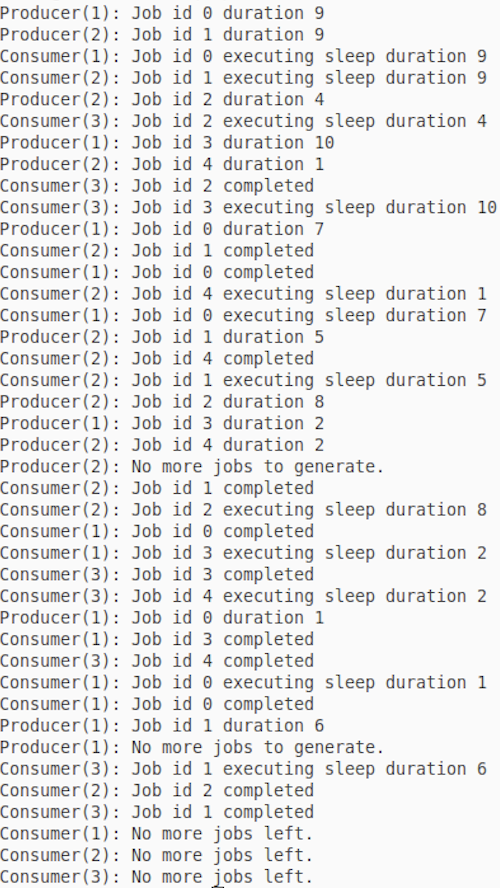 Producer(1): Job id 0 duration 9
Producer(2): Job id 1 duration 9
Consumer(1): Job id 0 executing sleep duration 9
Consumer(2): Job id 1 executing sleep duration 9
Producer(2): Job id 2 duration 4
Consumer(3): Job id 2 executing sleep duration 4
Producer(1): Job id 3 duration 10
Producer(2): Job id 4 duration 1
Consumer(3): Job id 2 completed
Consumer(3): Job id 3 executing sleep duration 10
Producer(1): Job id 0 duration 7
Consumer(2): Job id 1 completed
Consumer(1): Job id 0 completed
Consumer(2): Job id 4 executing sleep duration 1
Consumer(1): Job id 0 executing sleep duration 7
Producer(2): Job id 1 duration 5
Consumer(2): Job id 4 completed
Consumer(2): Job id 1 executing sleep duration 5
Producer(2): Job id 2 duration 8
Producer(1): Job id 3 duration 2
Producer(2): Job id 4 duration 2
Producer(2): No more jobs to generate.
Consumer(2): Job id 1 completed
Consumer(2): Job id 2 executing sleep duration 8
Consumer(1): Job id 0 completed
Consumer(1): Job id 3 executing sleep duration 2
Consumer(3): Job id 3 completed
Consumer(3): Job id 4 executing sleep duration 2
Producer(1): Job id 0 duration 1
Consumer(1): Job id 3 completed
Consumer(3): Job id 4 completed
Consumer(1): Job id 0 executing sleep duration 1
Consumer(1): Job id 0 completed
Producer(1): Job id 1 duration 6
Producer(1): No more jobs to generate.
Consumer(3): Job id 1 executing sleep duration 6
Consumer(2): Job id 2 completed
Consumer(3): Job id 1 completed
Consumer(1): No more jobs left.
Consumer(2): No more jobs left.
Consumer(3): No more jobs left.